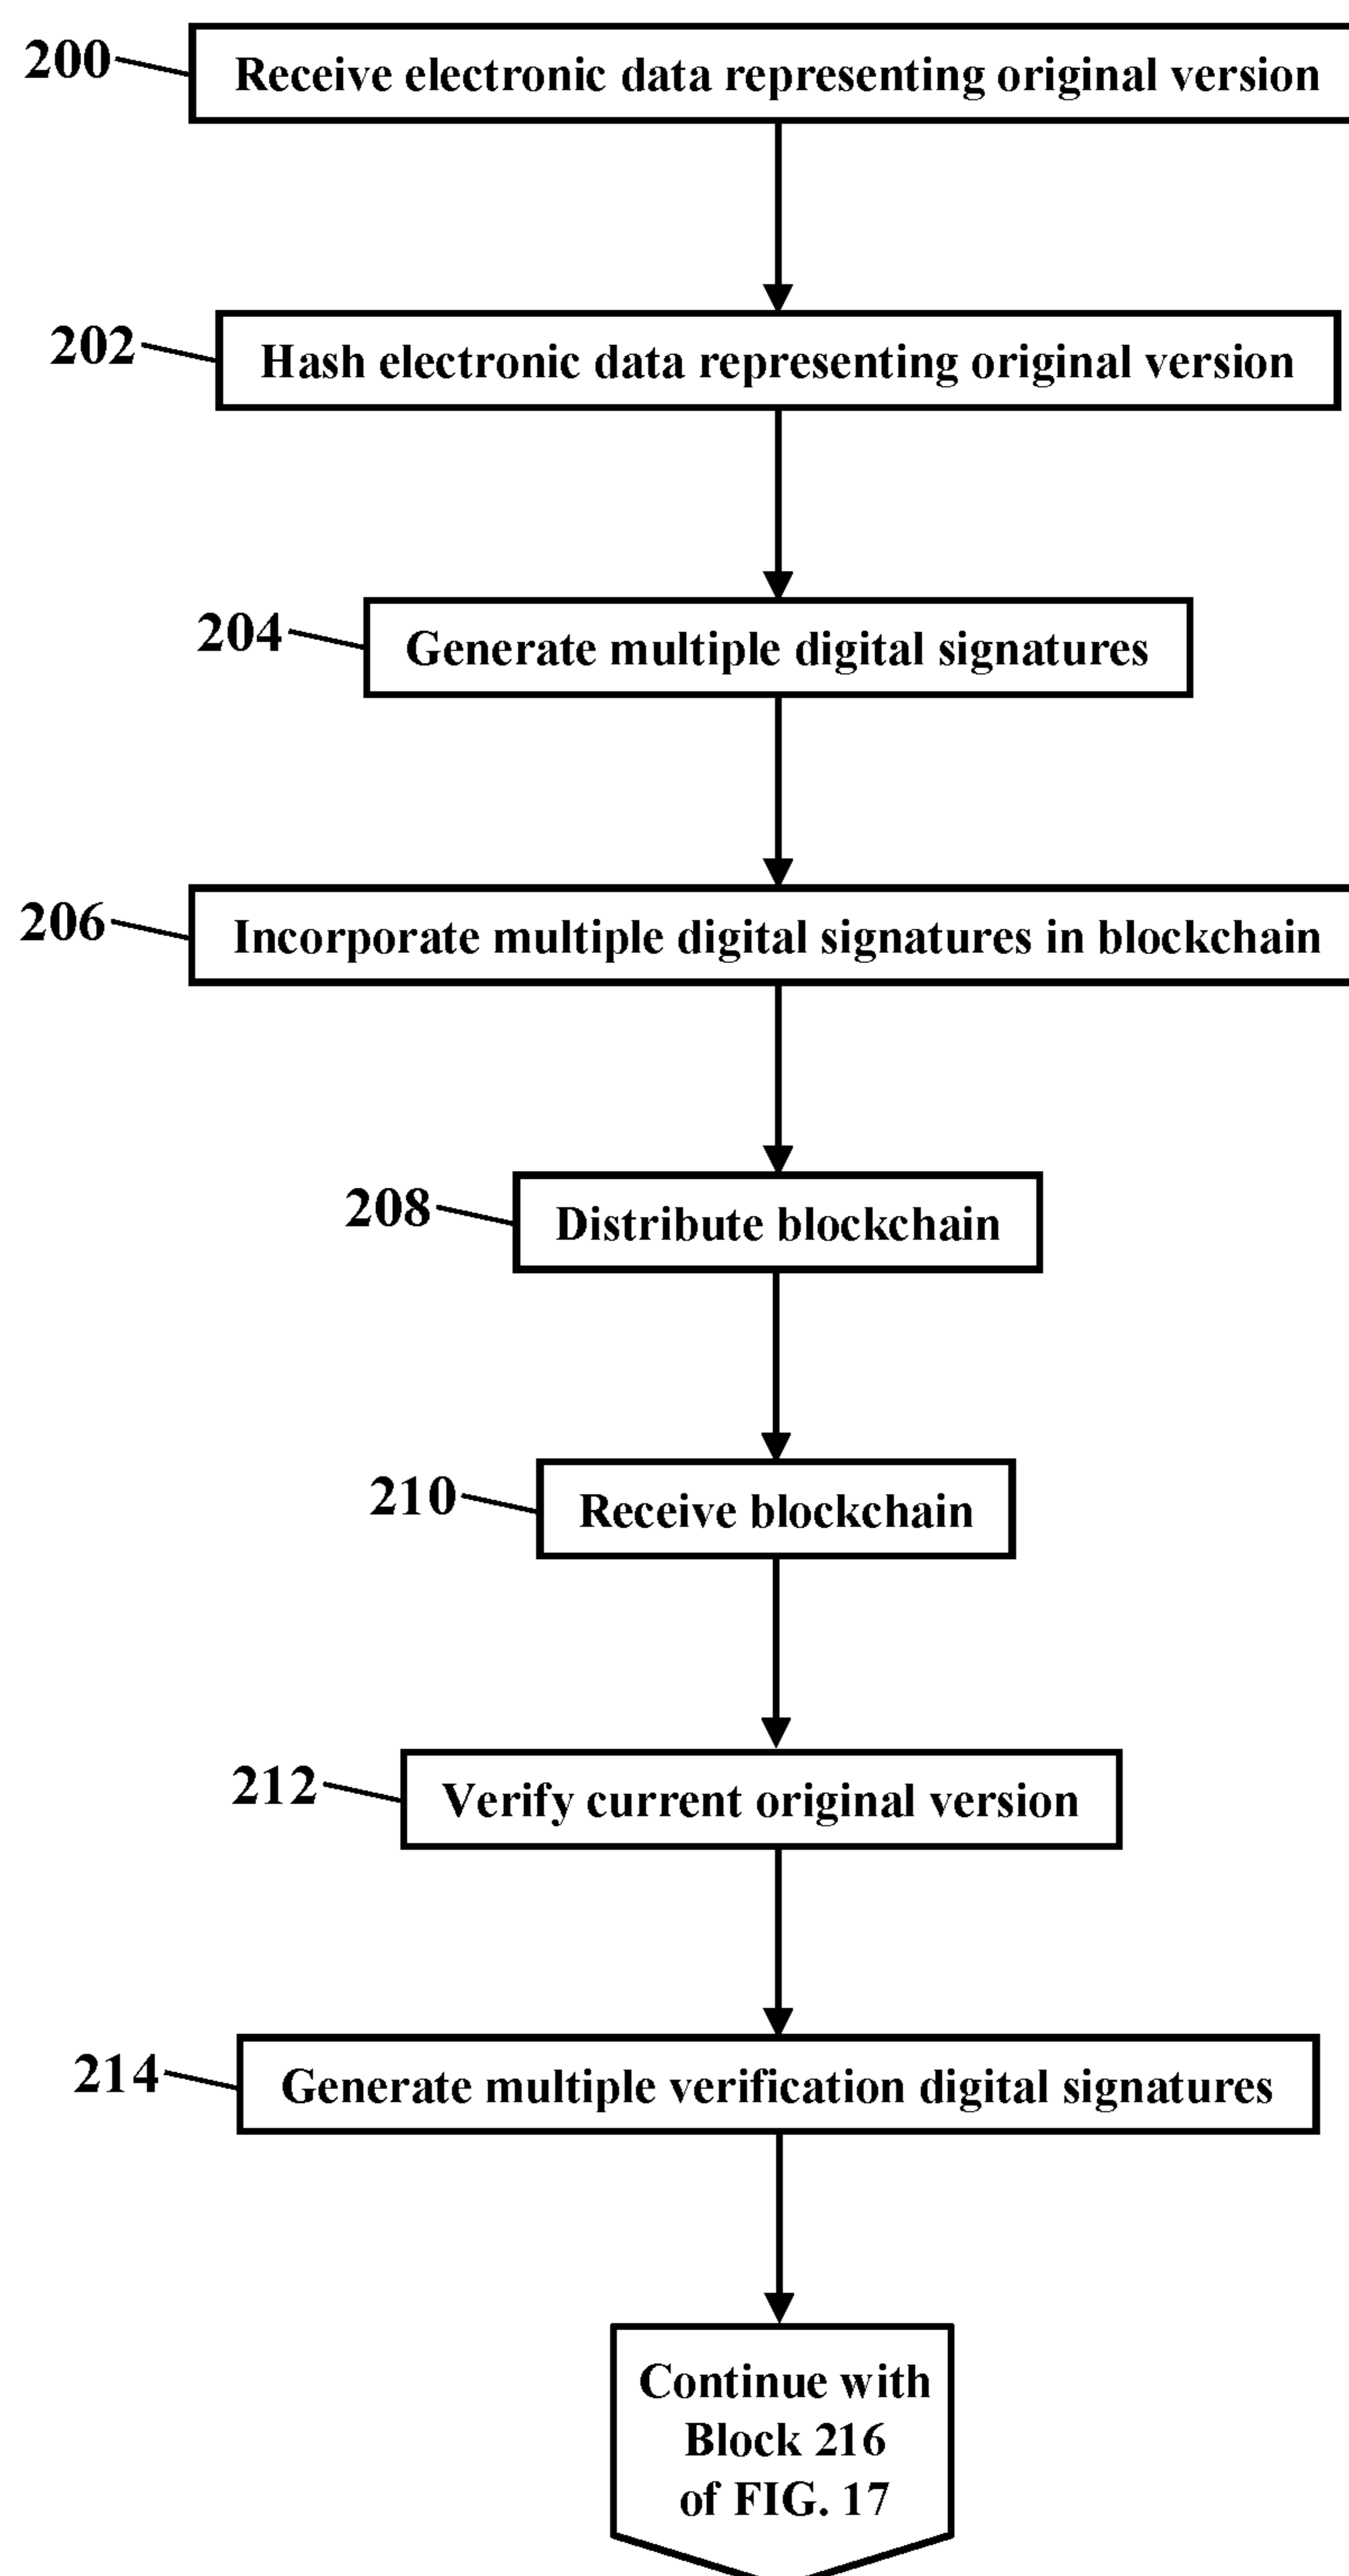 200
Receive electronic data representing original version
202
Hash electronic data representing original version
204
Generate multiple digital signatures
206
Incorporate multiple digital signatures in blockchain
208
Distribute blockchain
210
Receive blockchain
212
Verify current original version
214
Generate multiple verification digital signatures
Continue with
Block 216
of FIG. 17